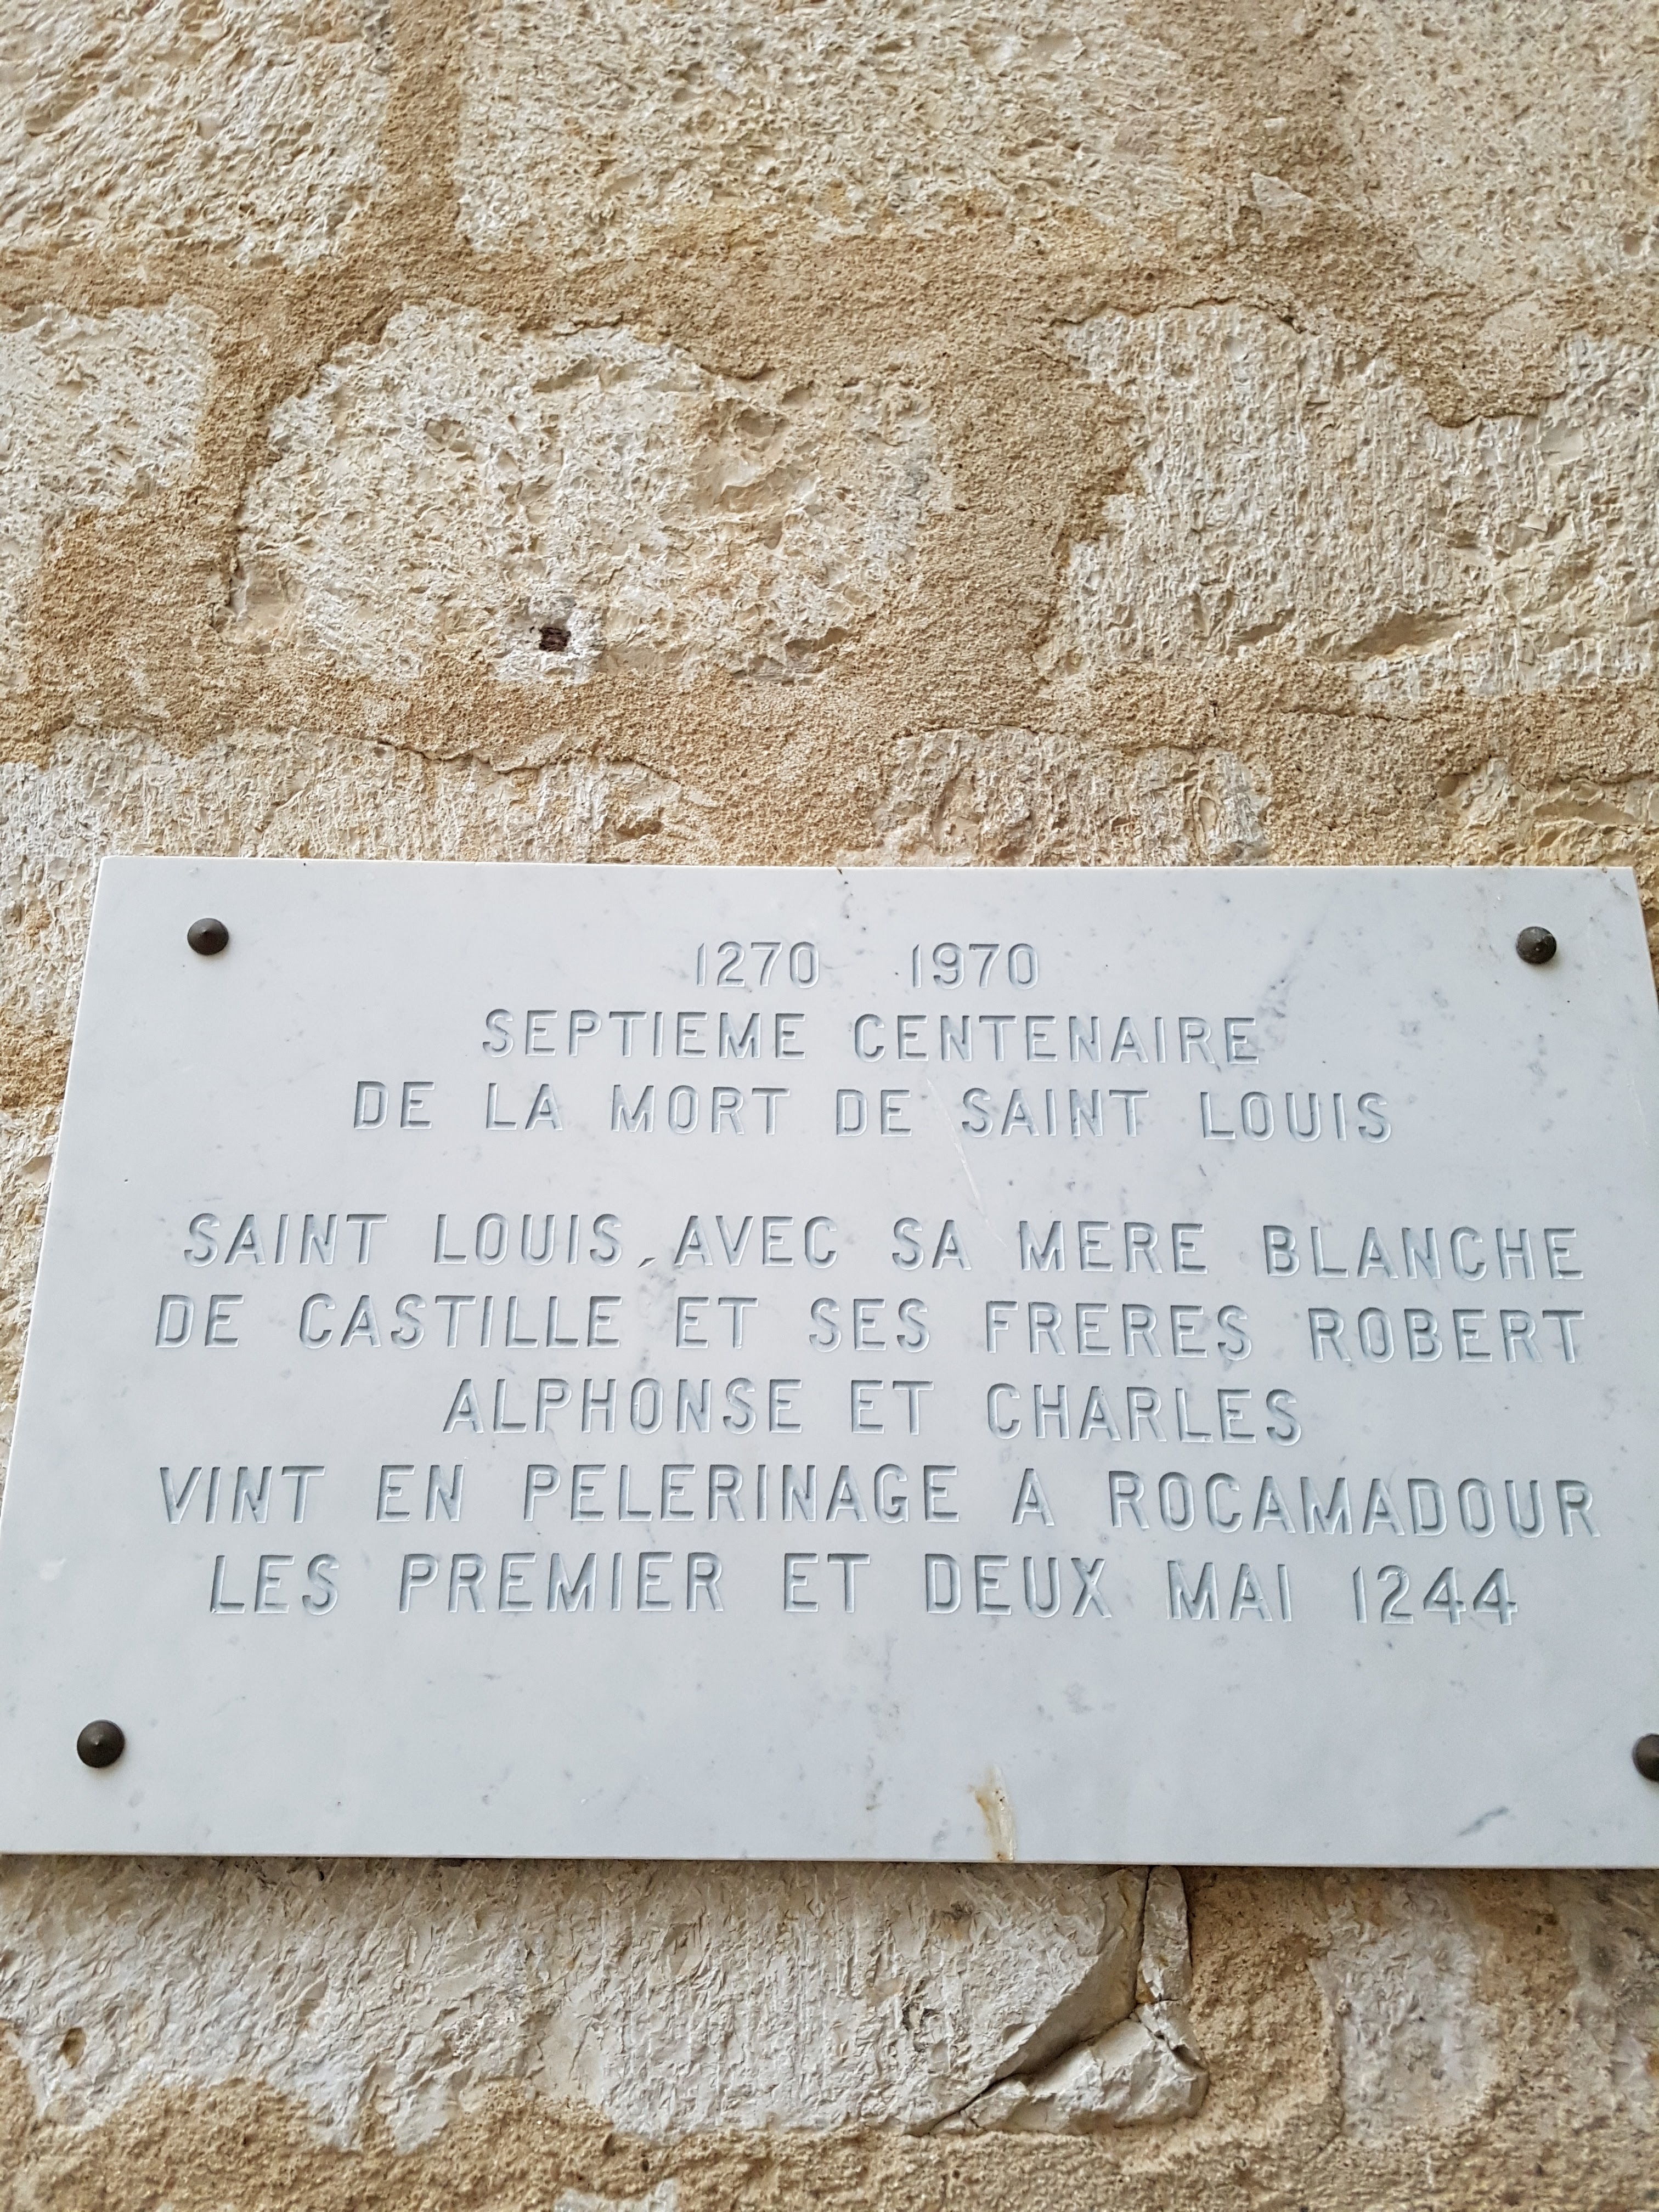 1270 1970
SEPTIEME CENTENAIRE
DE LA MORT DE SAINT LOUIS
SAINT LOUIS, AVEC SA MERE BLANCHE
DE CASTILLE ET SES FRERES ROBERT
ALPHONSE ET CHARLES
VINT EN PELERINAGE A ROCAMADOUR
LES PREMIER ET DEUX MAI 1244